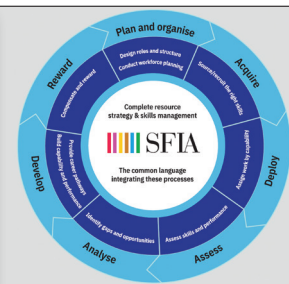 Plan and organise
Design roles and structure
Conduct workforce planning
Acquire
Source/recruit the right skills
Deploy
Assign work by capability
Assess
Assess skills and performance
Analyse
Identify gaps and opportunities
Develop
Provide career pathways
Build capability and performance
Reward
Compensate and reward
Complete resource
strategy & skills management
SFIA
The common language
integrating these processes